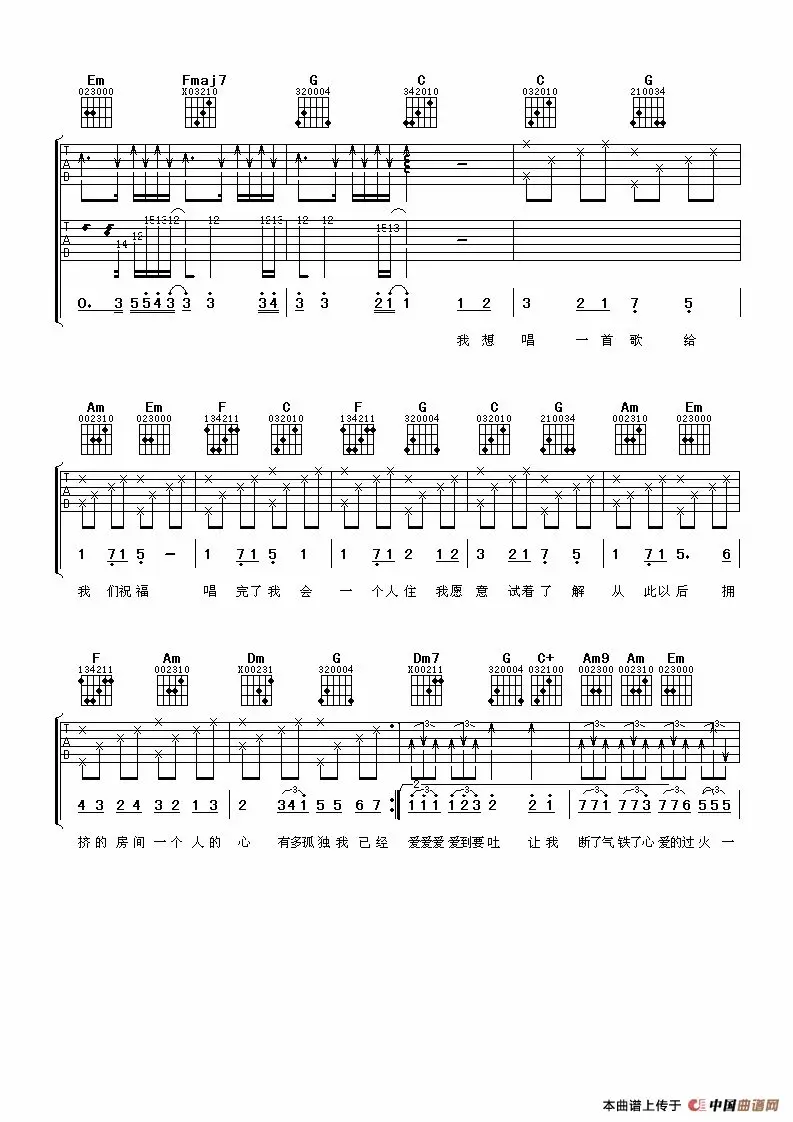 Em Fmaj7 G C C G
023000 X03210 320004 342010 032010 210034
T A B
15 13 12 12 12 13 12 15 13
14 12
T A B
0. 3 5 5 4 3 3 3 3 4 3 3 2 1 1 1 2 3 2 1 7 5
我 想 唱 一 首 歌 给
Am Em F C F G C G Am Em
002310 023000 134211 032010 134211 320004 032010 210034 002310 023000
T A B
1 7 1 5 - 1 7 1 5 1 1 7 1 2 1 2 3 2 1 7 5 1 7 1 5. 6
我 们 祝 福 唱 完 了 我 会 一 个 人 住 我 愿 意 试 着 了 解 从 此 以 后 拥
F Am Dm G Dm7 G C+ Am9 Am Em
134211 002310 X00231 320004 X00211 320004 032100 002300 002310 023000
T A B
3 3 3 3 3 3
2
4 3 2 4 3 2 1 3 2 3 4 1 5 5 6 7 1 1 1 1 2 3 2 2 1 7 7 1 7 7 3 7 7 6 5 5 5
挤 的 房 间 一 个 人 的 心 有 多 孤 独 我 已 经 爱 爱 爱 爱 到 要 吐 让 我 断 了 气 铁 了 心 爱 的 过 火 一
本曲谱上传于 中国曲谱网